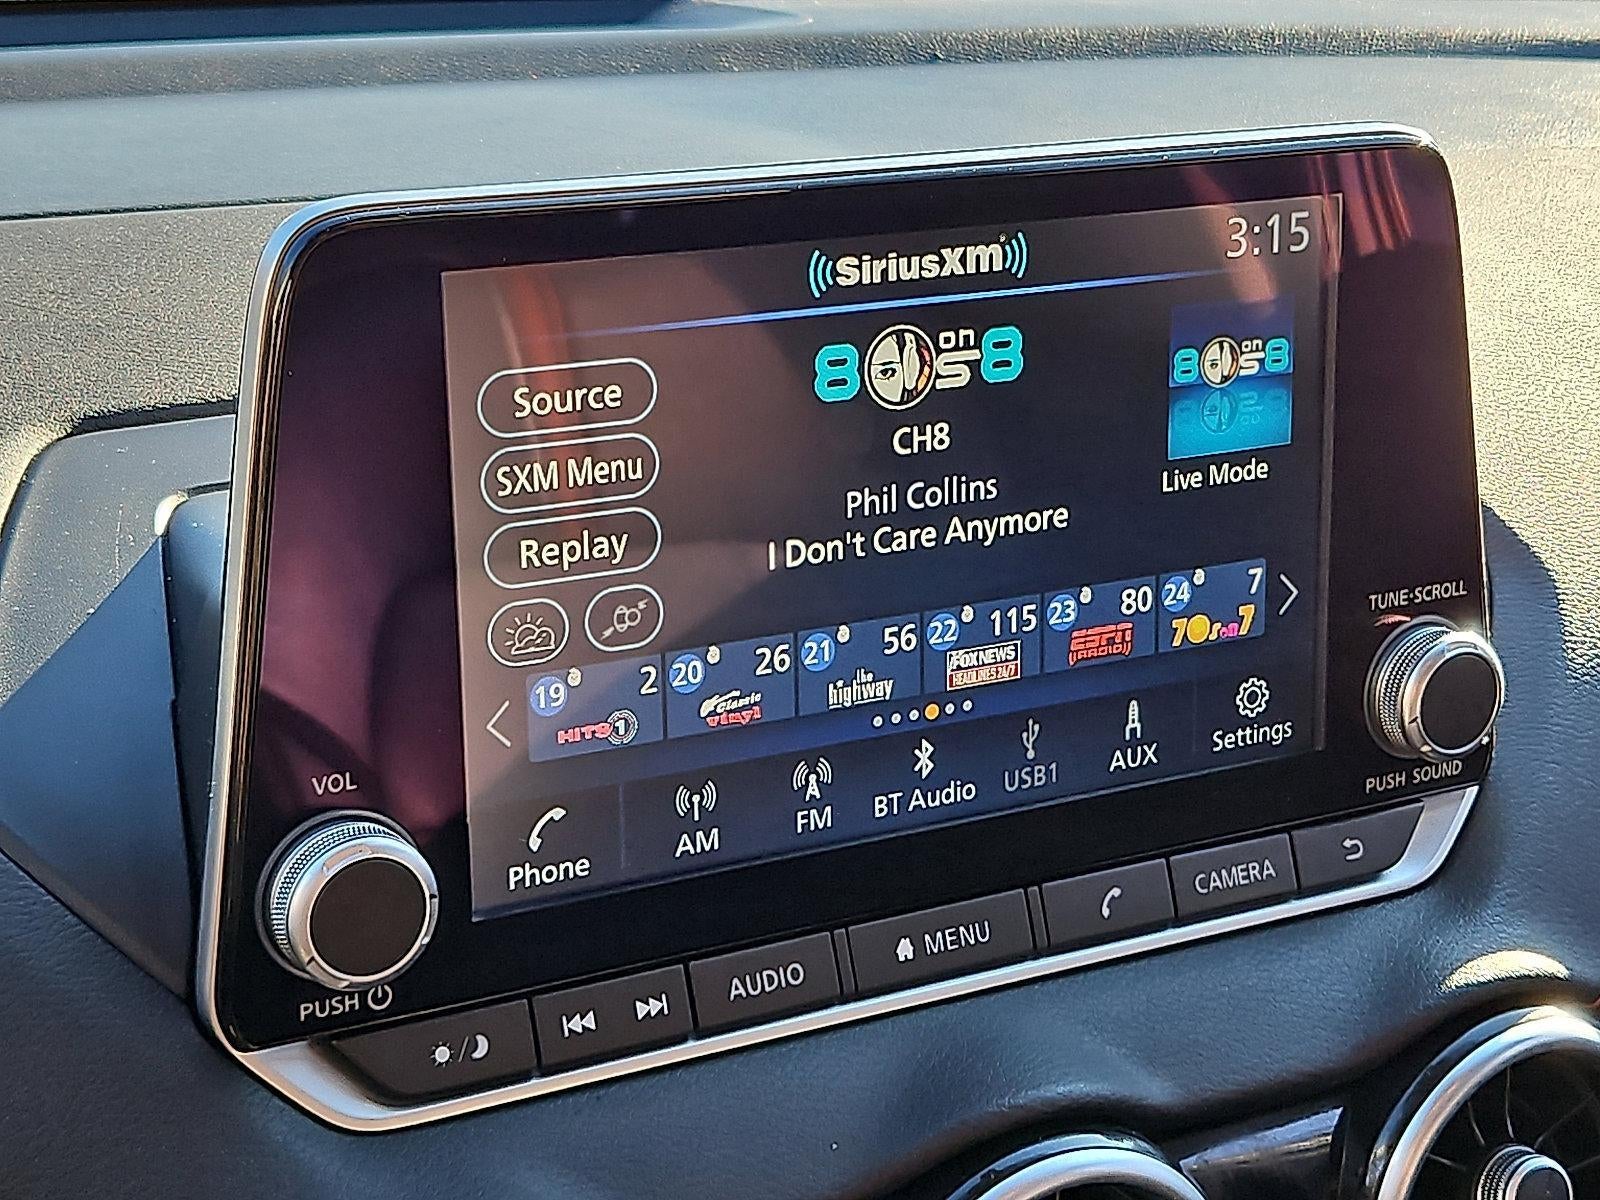 SiriusXM
3:15
80s on 8
80s on 8
Source
CH8
SXM Menu
Live Mode
Phil Collins
I Don't Care Anymore
Replay
19 2 20 26 21 56 22 115 23 80 24 7
HITS 1
Classic Vinyl
the highway
FOX NEWS
HEADLINES 24/7
ESPN
RADIO
70s on 7
Phone
AM
FM
BT Audio
USB1
AUX
Settings
VOL
PUSH
TUNE·SCROLL
PUSH SOUND
AUDIO
MENU
CAMERA